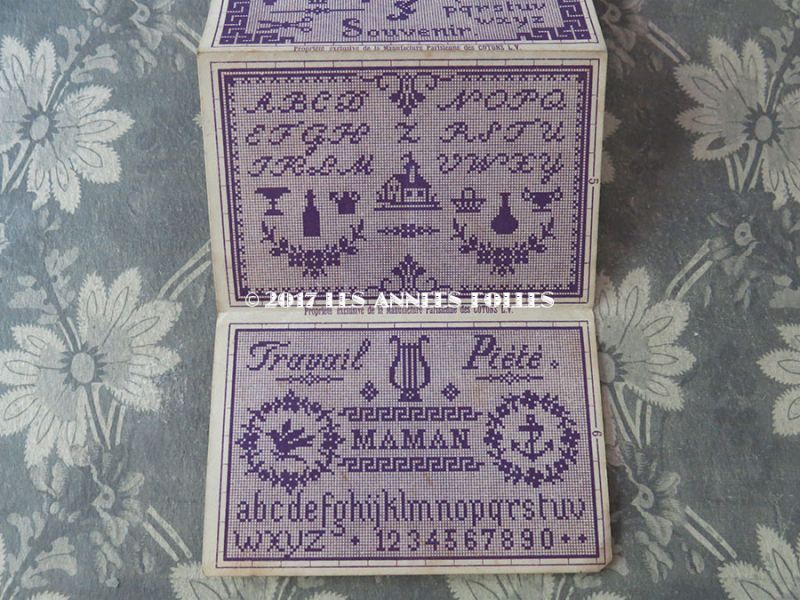 pqrstuv
wxyz
Souvenir
Propriété exclusive de la Manufacture Parisienne des COTONS L.V.
ABCD NOPQ
EFGH Z RSTU
IKLM VWXY
5
© 2017 LES ANNEES FOLLES
Propriété exclusive de la Manufacture Parisienne des COTONS L.V.
Travail Piété.
MAMAN
6
abcdefghijklmnopqrstuv
wxyz 1234567890